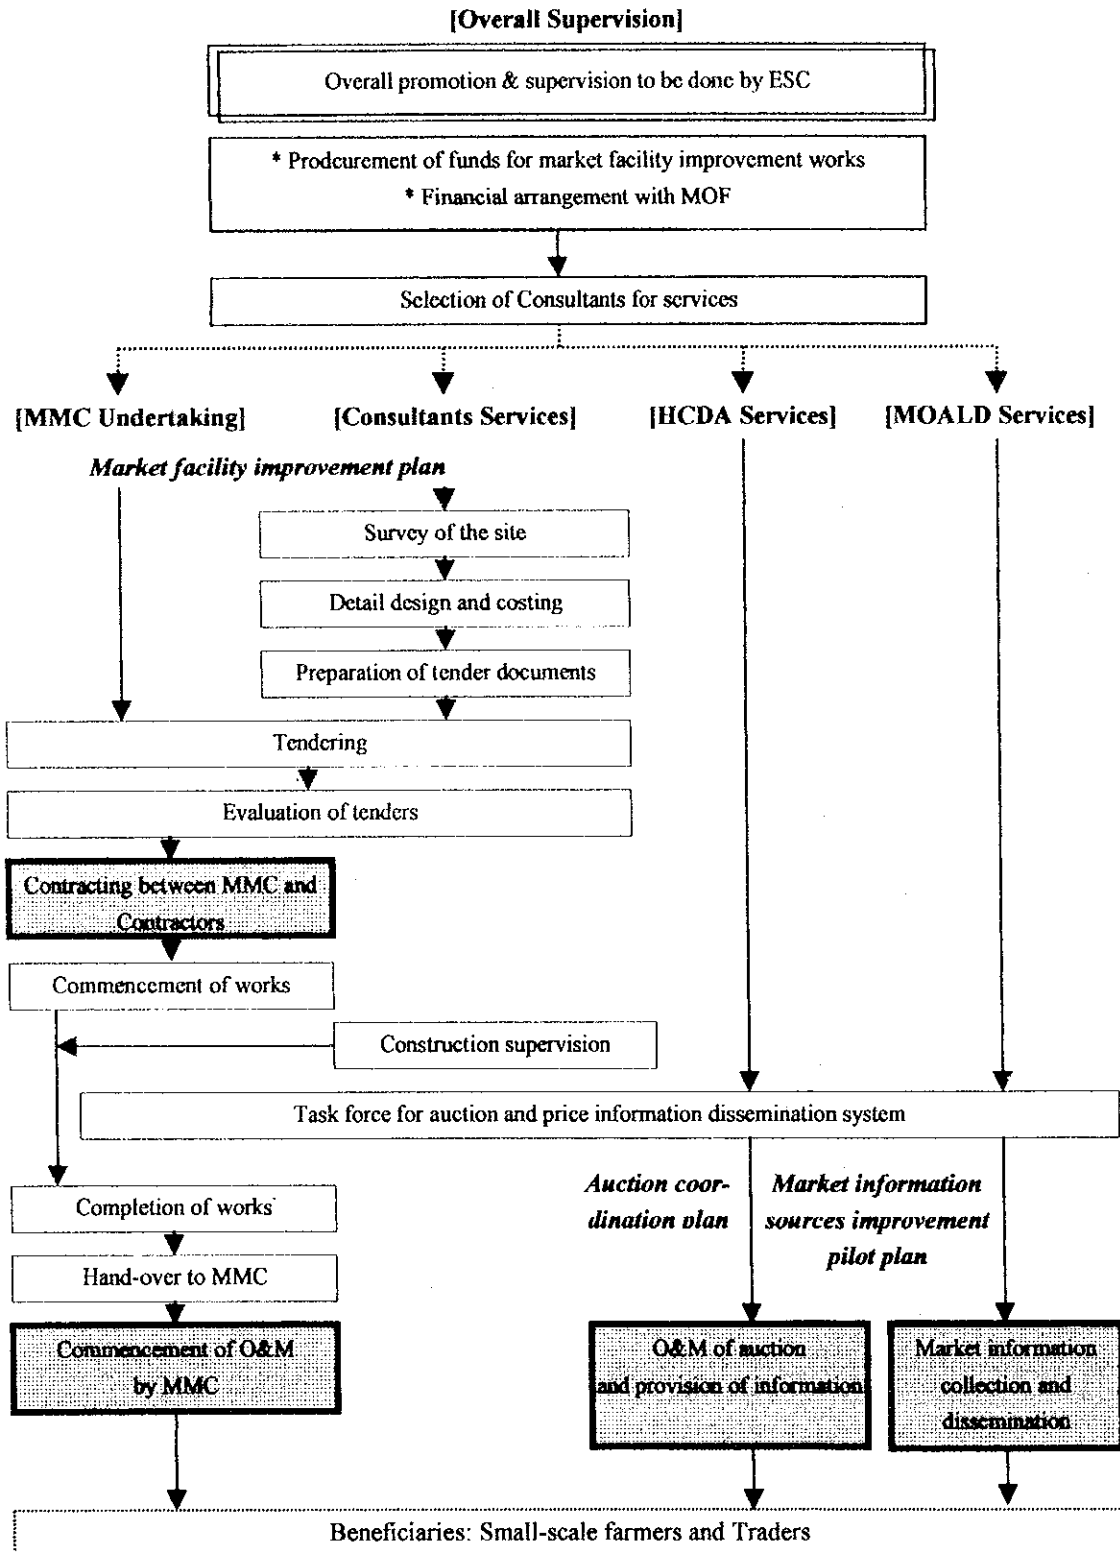 [Overall Supervision]
Overall promotion & supervision to be done by ESC
* Prodcurement of funds for market facility improvement works
* Financial arrangement with MOF
Selection of Consultants for services
[MMC Undertaking]
[Consultants Services]
[HCDA Services]
[MOALD Services]
Market facility improvement plan
Survey of the site
Detail design and costing
Preparation of tender documents
Tendering
Evaluation of tenders
Contracting between MMC and
Contractors
Commencement of works
Construction supervision
Task force for auction and price information dissemination system
Auction coor-
dination plan
Market information
sources improvement
pilot plan
Completion of works
Hand-over to MMC
Commencement of O&M
by MMC
O&M of auction
and provision of information
Market information
collection and
dissemination
Beneficiaries: Small-scale farmers and Traders